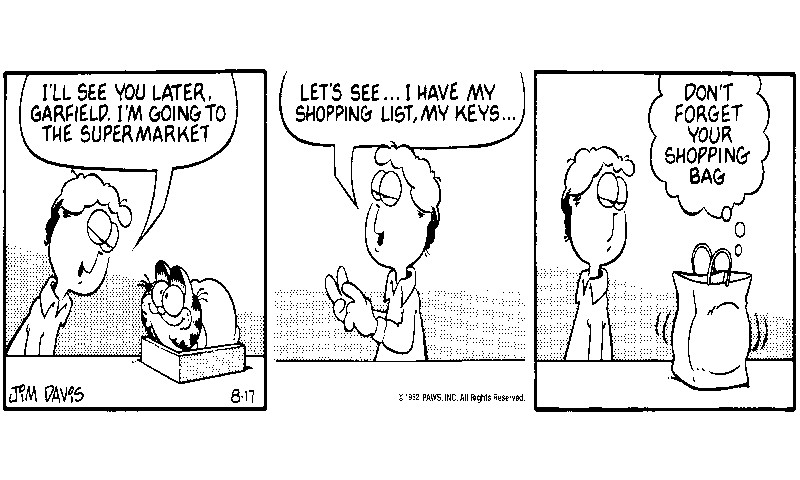 I'LL SEE YOU LATER,
GARFIELD. I'M GOING TO
THE SUPERMARKET
JIM DAVIS
8-17
LET'S SEE... I HAVE MY
SHOPPING LIST, MY KEYS...
© 1992 PAWS, INC. All Rights Reserved.
DON'T
FORGET
YOUR
SHOPPING
BAG